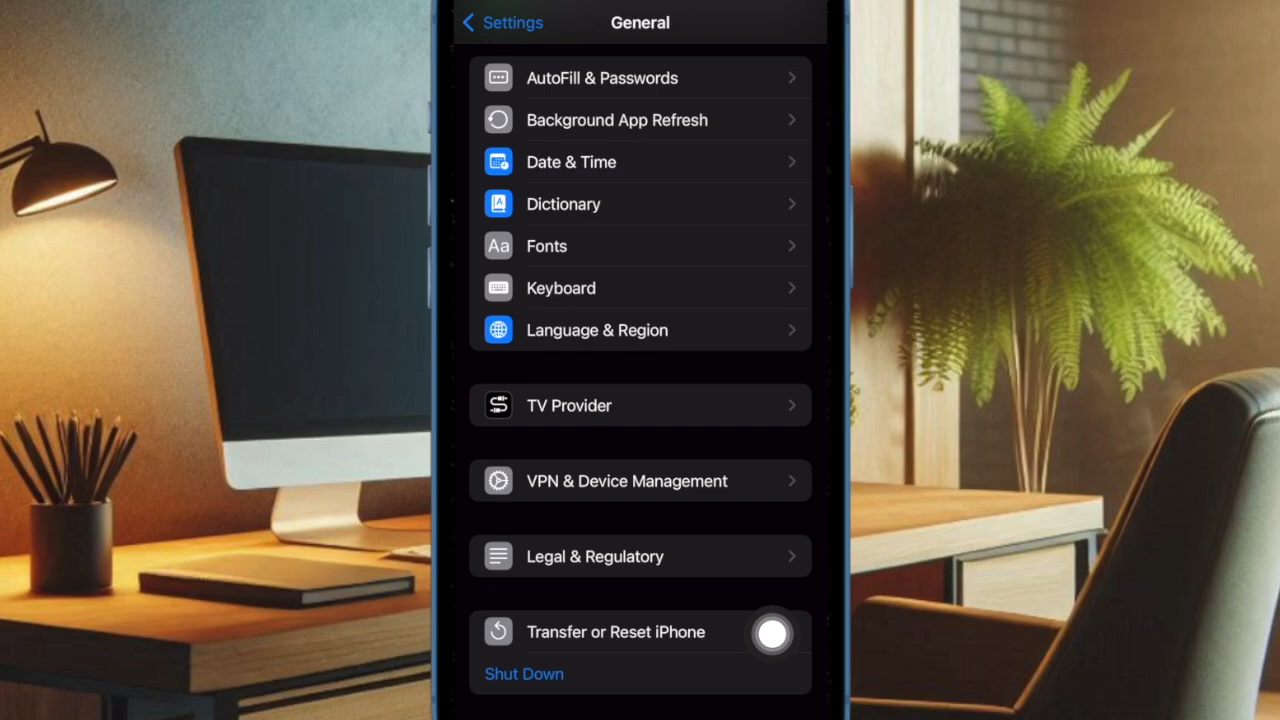 Settings
General
AutoFill & Passwords
Background App Refresh
Date & Time
Dictionary
Aa Fonts
Keyboard
Language & Region
TV Provider
VPN & Device Management
Legal & Regulatory
Transfer or Reset iPhone
Shut Down